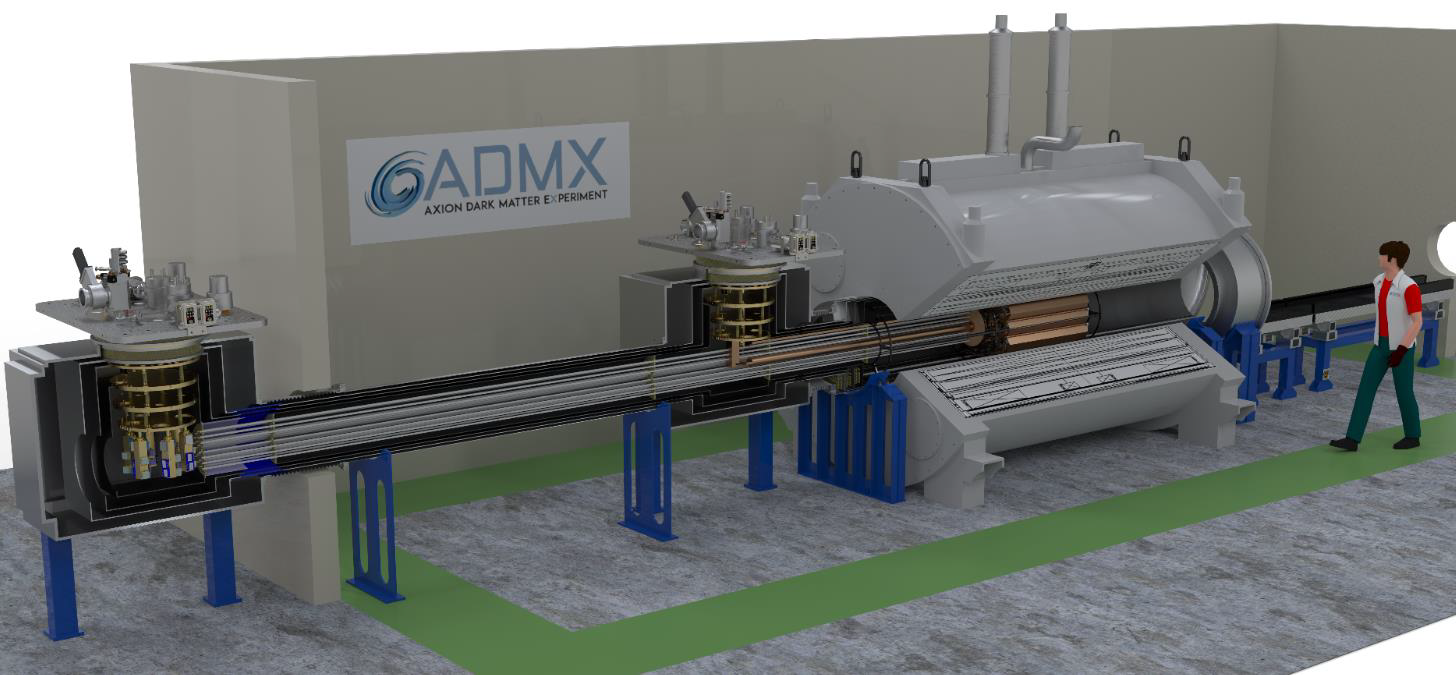 ADMX
AXION DARK MATTER EXPERIMENT